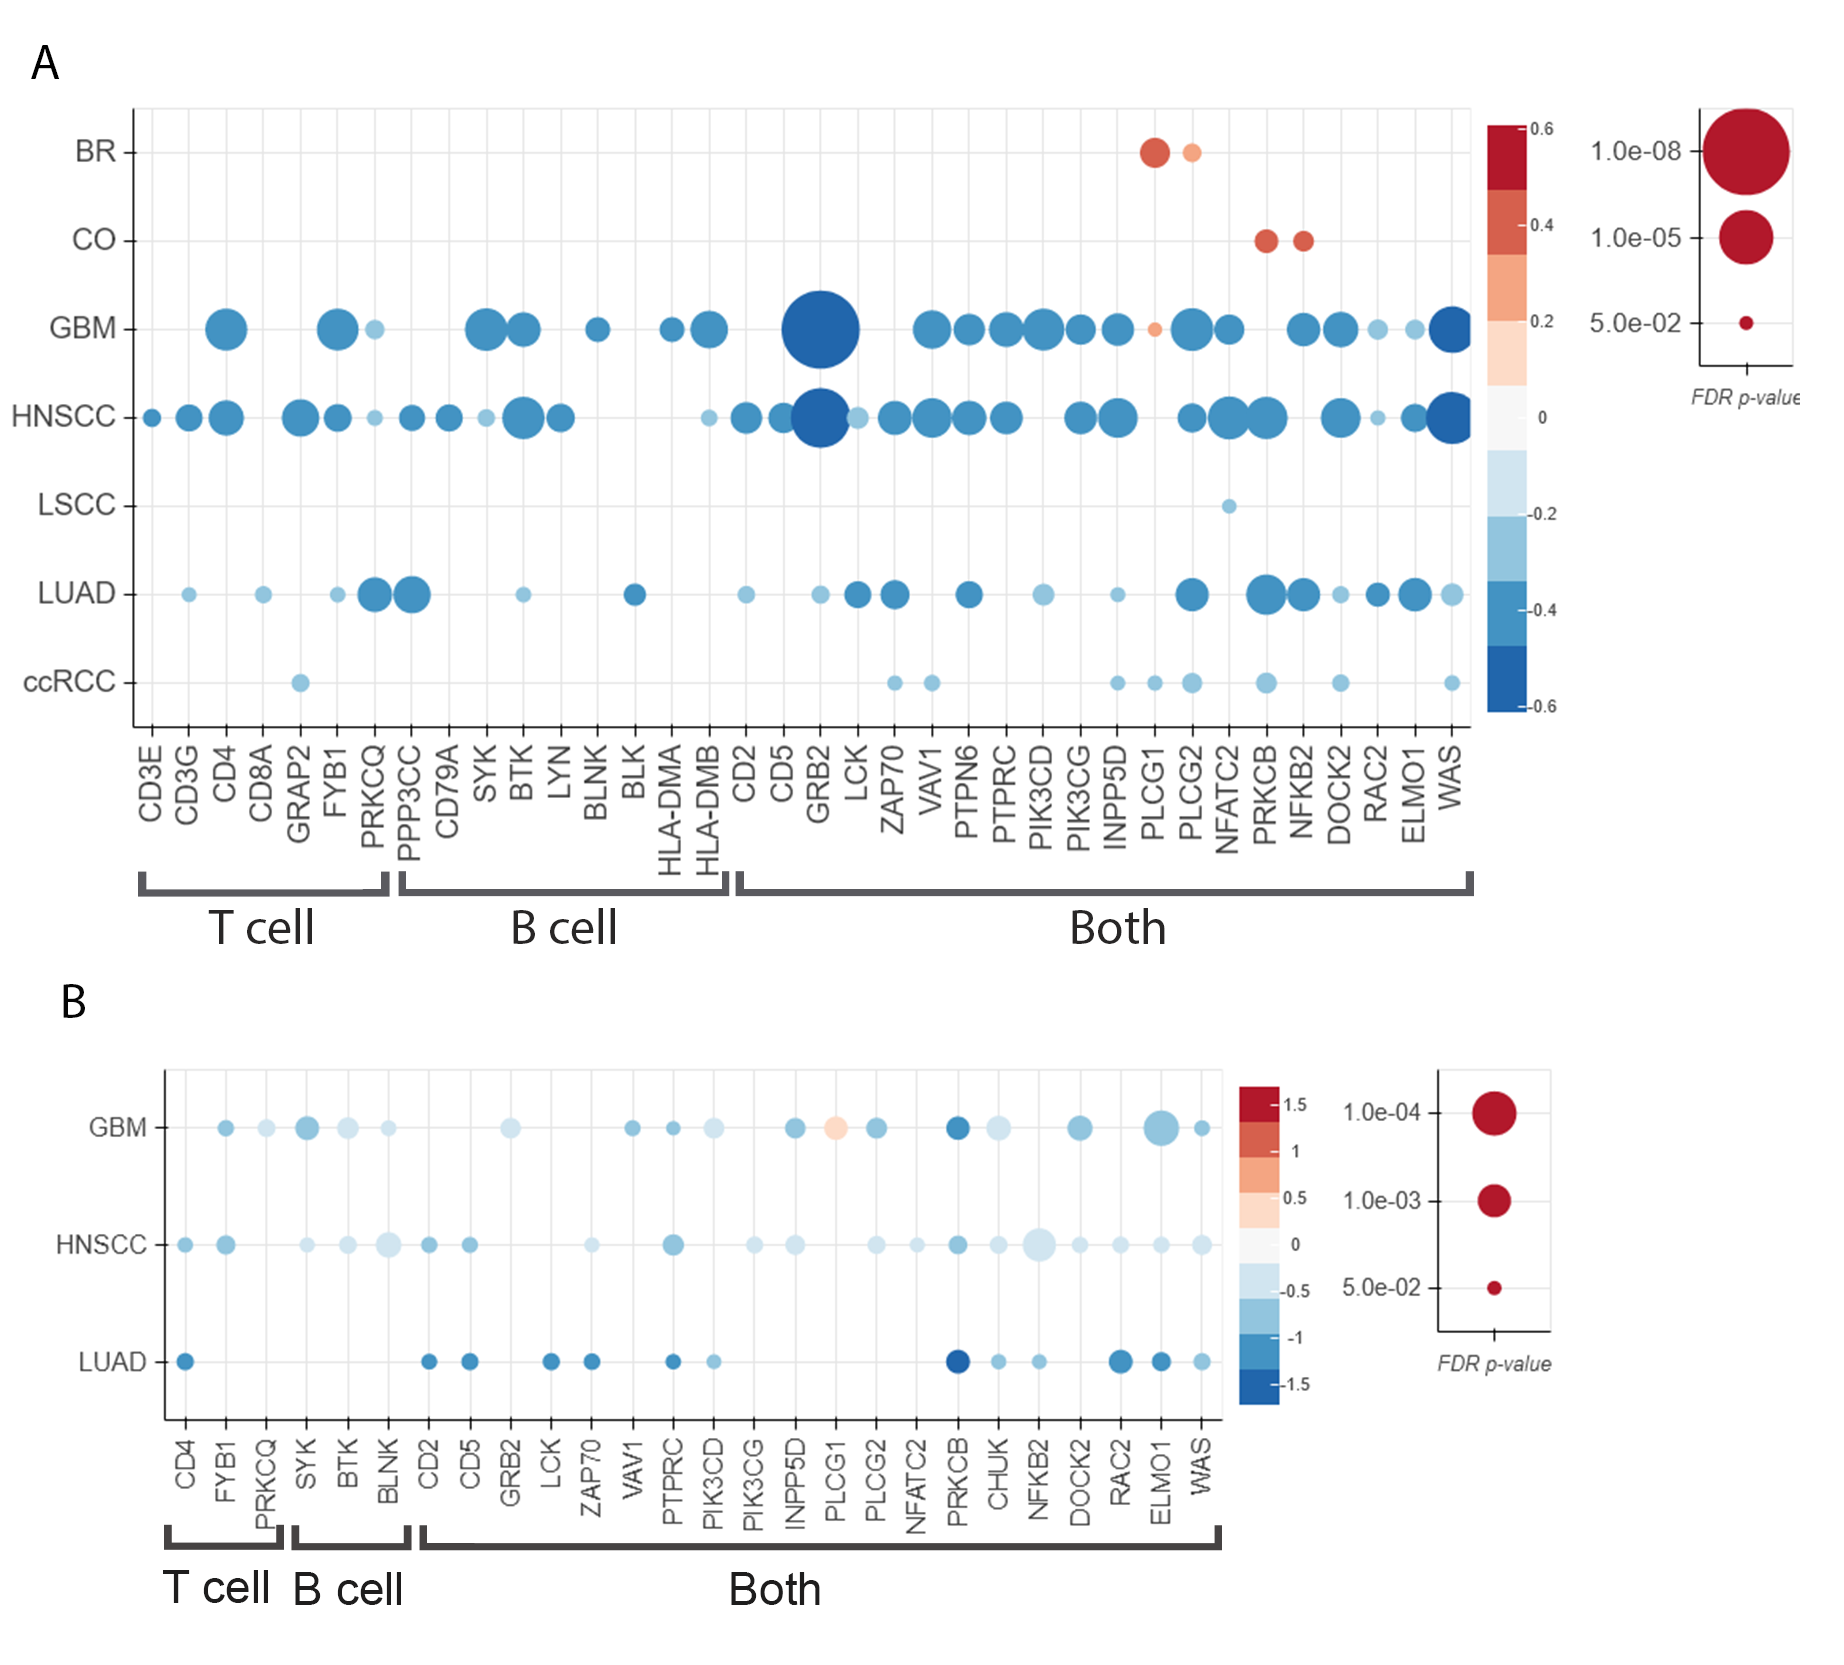 A
BR
CO
GBM
HNSCC
LSCC
LUAD
ccRCC
CD3E
CD3G
CD4
CD8A
GRAP2
FYB1
PRKCQ
PPP3CC
CD79A
SYK
BTK
LYN
BLNK
BLK
HLA-DMA
HLA-DMB
CD2
CD5
GRB2
LCK
ZAP70
VAV1
PTPN6
PTPRC
PIK3CD
PIK3CG
INPP5D
PLCG1
PLCG2
NFATC2
PRKCB
NFKB2
DOCK2
RAC2
ELMO1
WAS
T cell
B cell
Both
0.6
0.4
0.2
0
-0.2
-0.4
-0.6
1.0e-08
1.0e-05
5.0e-02
FDR p-value
B
GBM
HNSCC
LUAD
CD4
FYB1
PRKCQ
SYK
BTK
BLNK
CD2
CD5
GRB2
LCK
ZAP70
VAV1
PTPRC
PIK3CD
PIK3CG
INPP5D
PLCG1
PLCG2
NFATC2
PRKCB
CHUK
NFKB2
DOCK2
RAC2
ELMO1
WAS
T cell
B cell
Both
1.5
1
0.5
0
-0.5
-1
-1.5
1.0e-04
1.0e-03
5.0e-02
FDR p-value